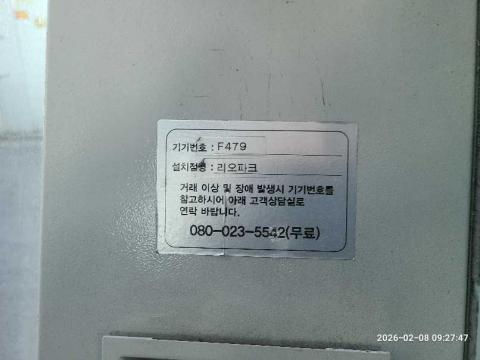 기기번호 : F479
설치점명 : 리오파크
거래 이상 및 장애 발생시 기기번호를
참고하시어 아래 고객상담실로
연락 바랍니다.
080-023-5542(무료)
2026-02-08 09:27:47